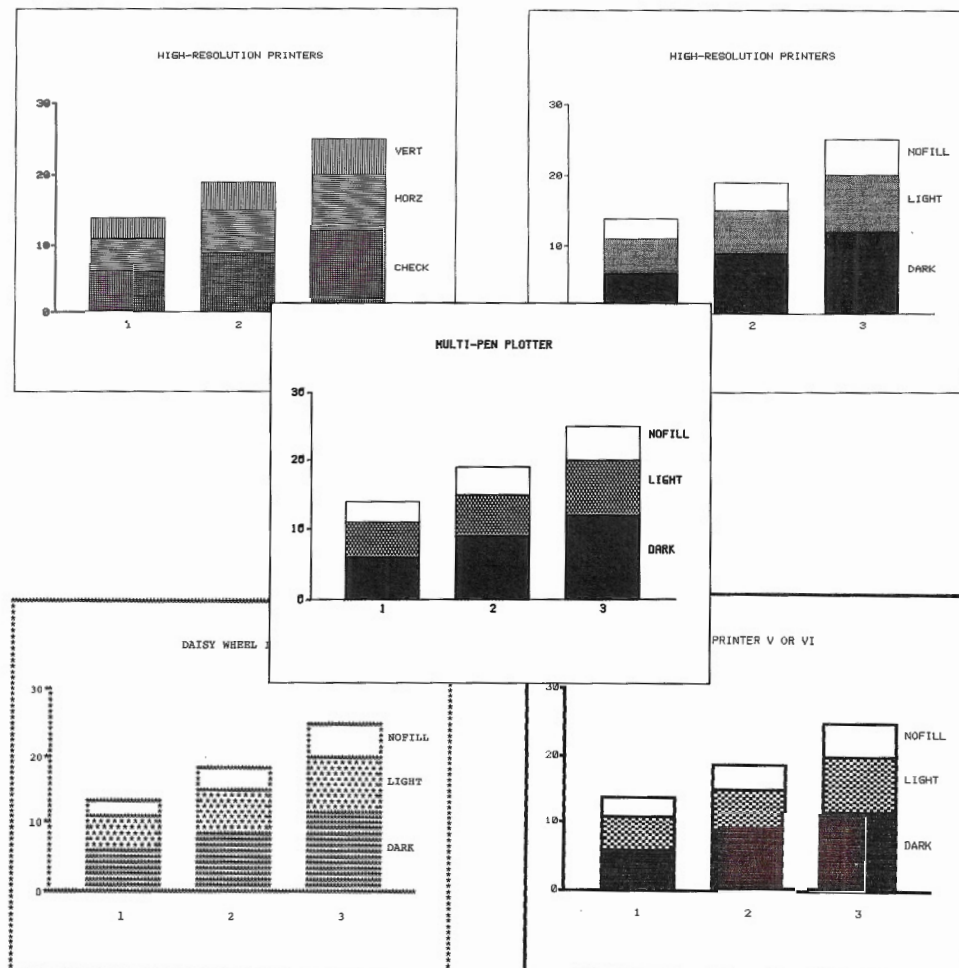 HIGH-RESOLUTION PRINTERS
30
20
10
0
VERT
HORZ
CHECK
1
2
HIGH-RESOLUTION PRINTERS
30
20
10
NOFILL
LIGHT
DARK
2
3
MULTI-PEN PLOTTER
30
20
10
0
NOFILL
LIGHT
DARK
1
2
3
DAISY WHEEL
30
20
10
0
NOFILL
LIGHT
DARK
1
2
3
PRINTER V OR VI
30
20
10
0
NOFILL
LIGHT
DARK
1
2
3